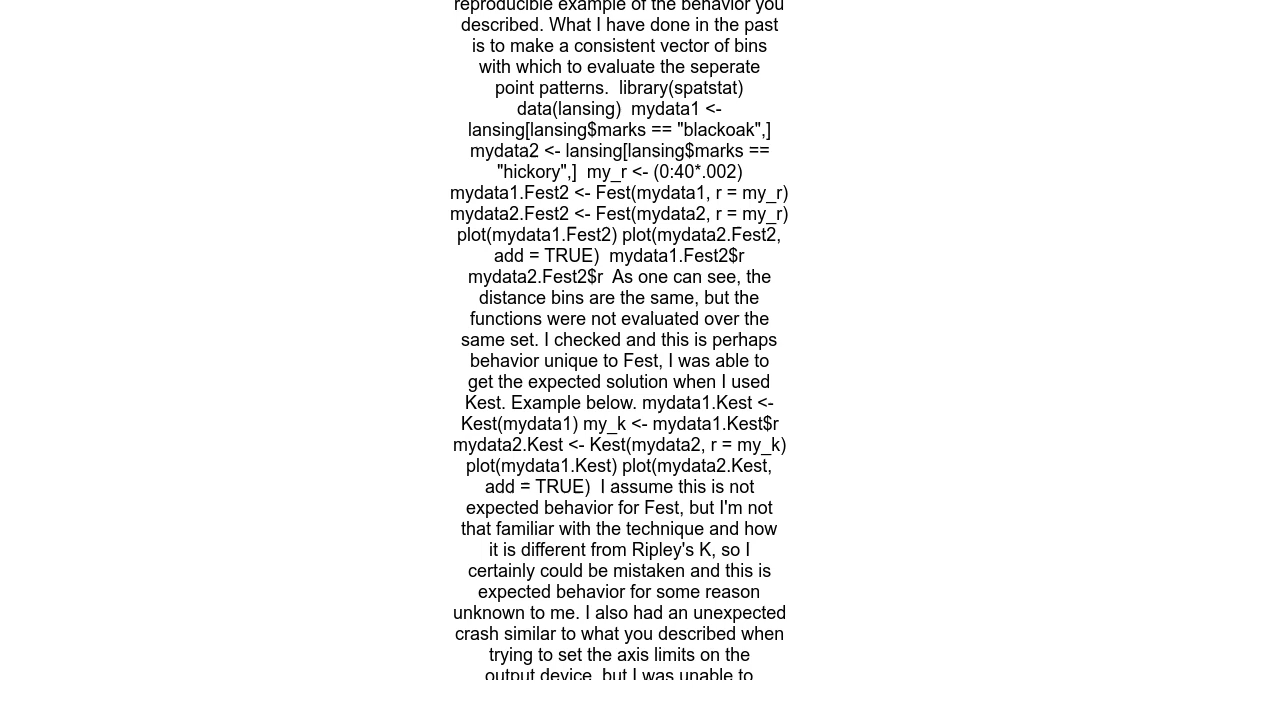 reproducible example of the behavior you
described. What I have done in the past
is to make a consistent vector of bins
with which to evaluate the seperate
point patterns.  library(spatstat)
data(lansing)  mydata1 <-
lansing[lansing$marks == "blackoak",]
mydata2 <- lansing[lansing$marks ==
"hickory",]  my_r <- (0:40*.002)
mydata1.Fest2 <- Fest(mydata1, r = my_r)
mydata2.Fest2 <- Fest(mydata2, r = my_r)
plot(mydata1.Fest2) plot(mydata2.Fest2,
add = TRUE)  mydata1.Fest2$r
mydata2.Fest2$r  As one can see, the
distance bins are the same, but the
functions were not evaluated over the
same set. I checked and this is perhaps
behavior unique to Fest, I was able to
get the expected solution when I used
Kest. Example below. mydata1.Kest <-
Kest(mydata1) my_k <- mydata1.Kest$r
mydata2.Kest <- Kest(mydata2, r = my_k)
plot(mydata1.Kest) plot(mydata2.Kest,
add = TRUE)  I assume this is not
expected behavior for Fest, but I'm not
that familiar with the technique and how
it is different from Ripley's K, so I
certainly could be mistaken and this is
expected behavior for some reason
unknown to me. I also had an unexpected
crash similar to what you described when
trying to set the axis limits on the
output device, but I was unable to